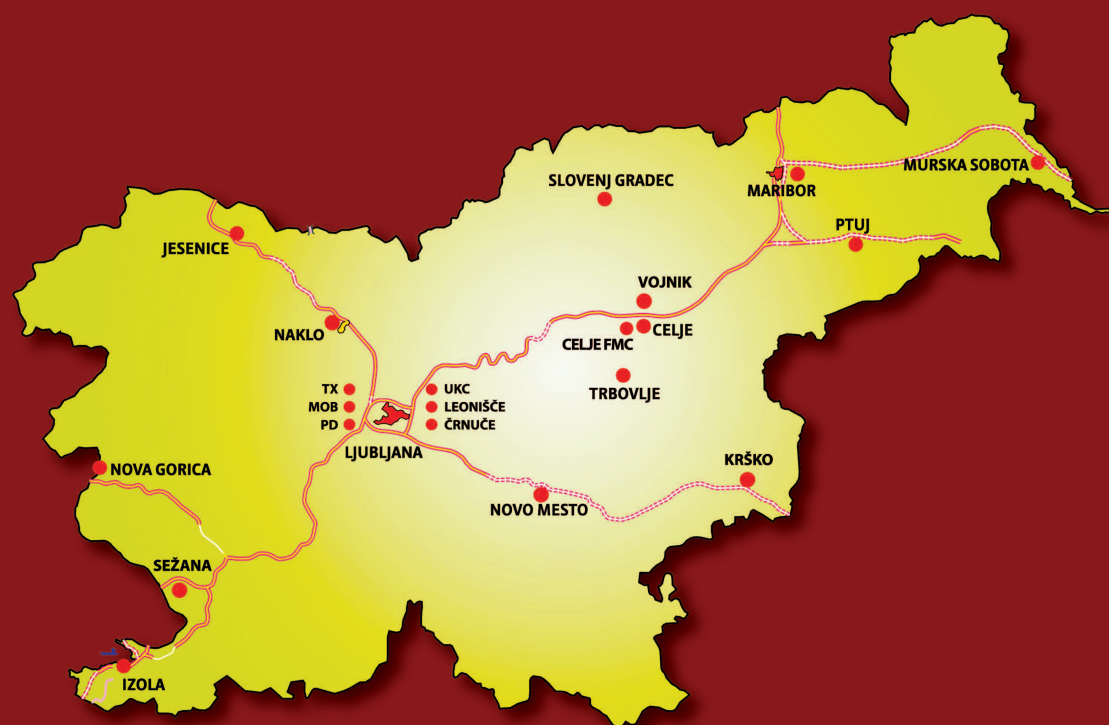 SLOVENJ GRADEC
MURSKA SOBOTA
MARIBOR
PTUJ
JESENICE
VOJNIK
NAKLO
CELJE
CELJE FMC
TRBOVLJE
TX
UKC
MOB
LEONIŠČE
PD
ČRNUČE
LJUBLJANA
NOVA GORICA
KRŠKO
NOVO MESTO
SEŽANA
IZOLA